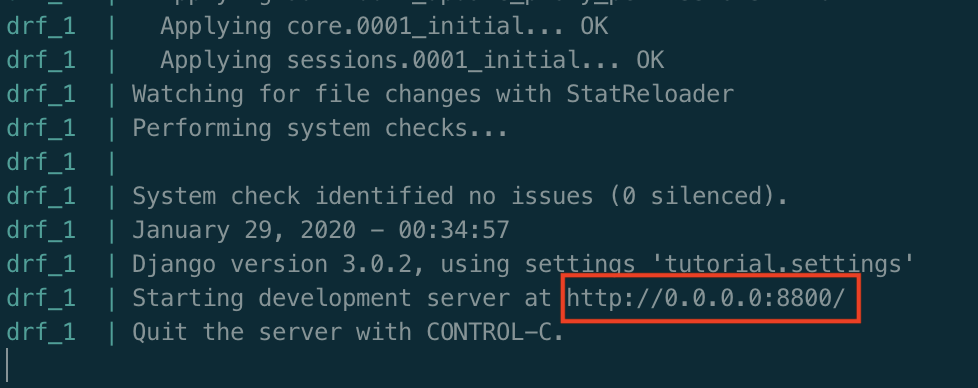 drf_1 | Applying core.0001_initial... OK
drf_1 | Applying sessions.0001_initial... OK
drf_1 | Watching for file changes with StatReloader
drf_1 | Performing system checks...
drf_1 |
drf_1 | System check identified no issues (0 silenced).
drf_1 | January 29, 2020 - 00:34:57
drf_1 | Django version 3.0.2, using settings 'tutorial.settings'
drf_1 | Starting development server at http://0.0.0.0:8800/
drf_1 | Quit the server with CONTROL-C.